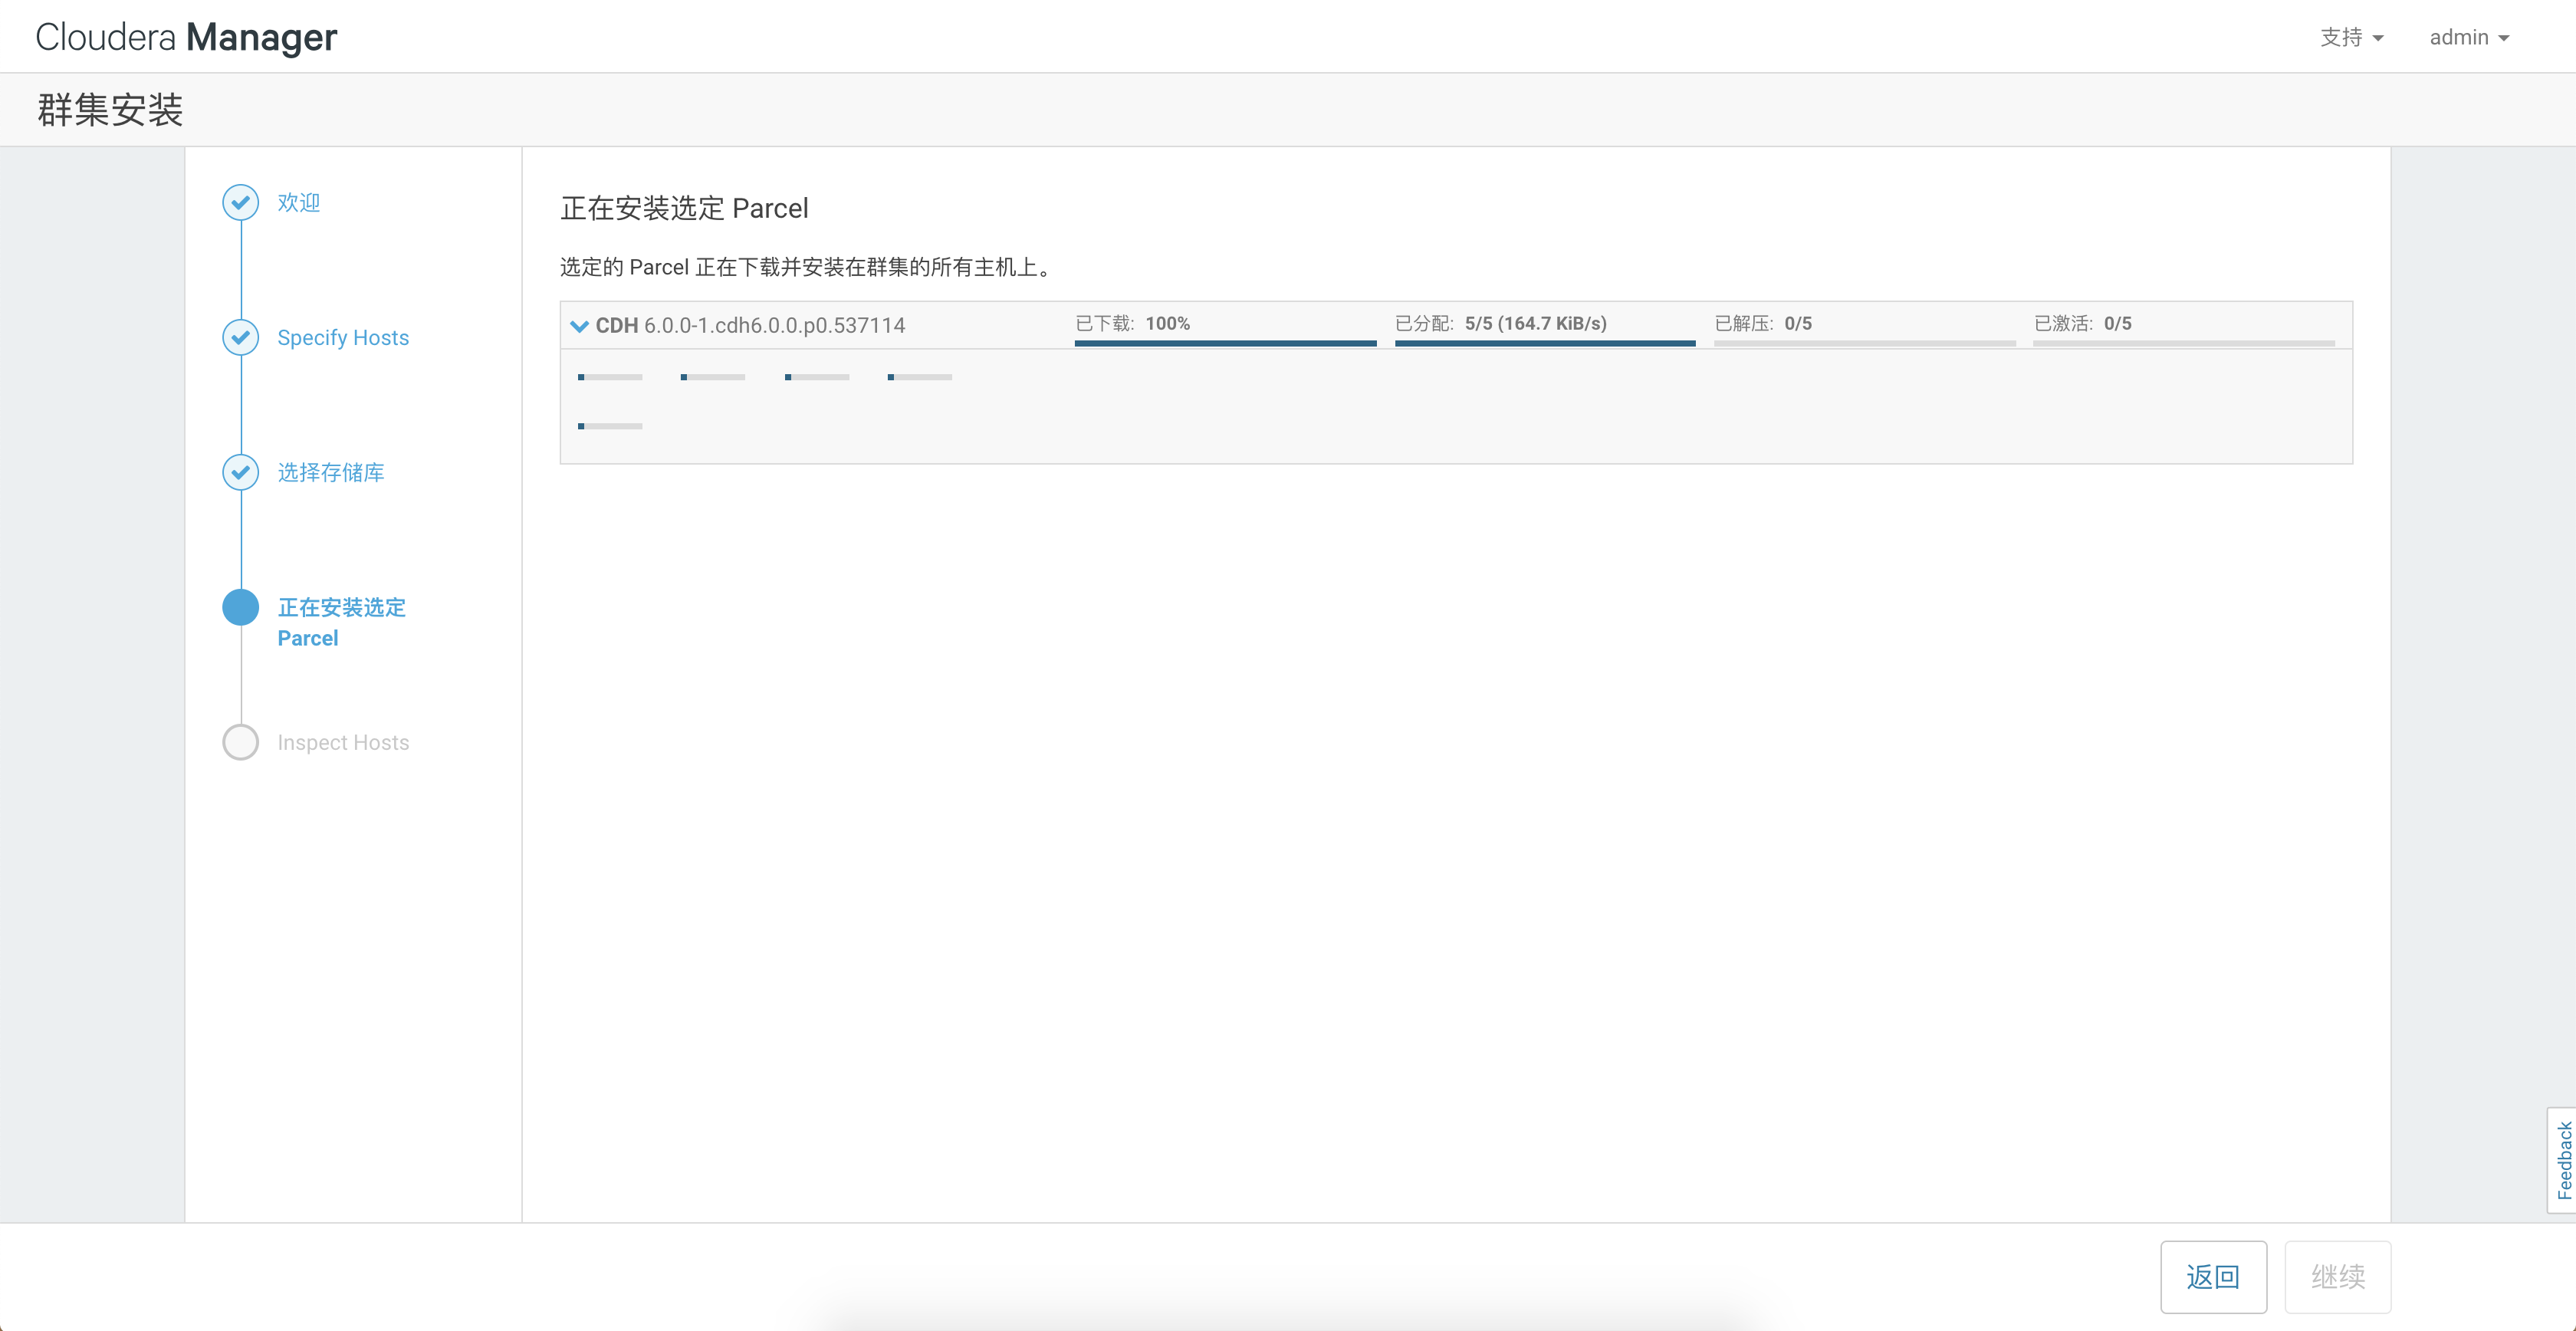 Cloudera Manager
支持 admin
群集安装
欢迎
Specify Hosts
选择存储库
正在安装选定
Parcel
Inspect Hosts
正在安装选定 Parcel
选定的 Parcel 正在下载并安装在群集的所有主机上。
CDH 6.0.0-1.cdh6.0.0.p0.537114 已下载: 100% 已分配: 5/5 (164.7 KiB/s) 已解压: 0/5 已激活: 0/5
Feedback
返回 继续